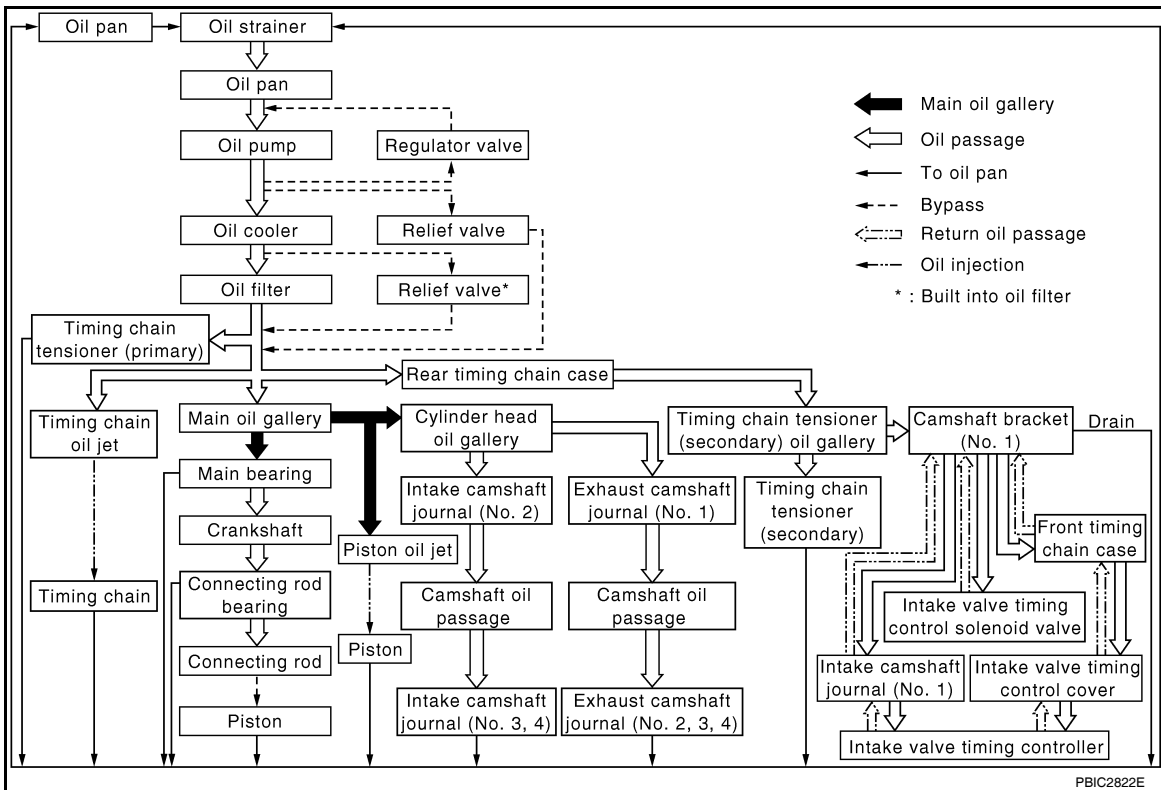 Oil pan
Oil strainer
Oil pan
Oil pump
Regulator valve
Oil cooler
Relief valve
Oil filter
Relief valve*
Main oil gallery
Oil passage
To oil pan
Bypass
Return oil passage
Oil injection
* : Built into oil filter
Timing chain
tensioner (primary)
Rear timing chain case
Timing chain
oil jet
Main oil gallery
Cylinder head
oil gallery
Timing chain tensioner
(secondary) oil gallery
Camshaft bracket
(No. 1)
Drain
Main bearing
Intake camshaft
journal (No. 2)
Exhaust camshaft
journal (No. 1)
Timing chain
tensioner
(secondary)
Crankshaft
Piston oil jet
Front timing
chain case
Timing chain
Connecting rod
bearing
Camshaft oil
passage
Camshaft oil
passage
Intake valve timing
control solenoid valve
Connecting rod
Piston
Intake camshaft
journal (No. 1)
Intake valve timing
control cover
Piston
Intake camshaft
journal (No. 3, 4)
Exhaust camshaft
journal (No. 2, 3, 4)
Intake valve timing controller
PBIC2822E